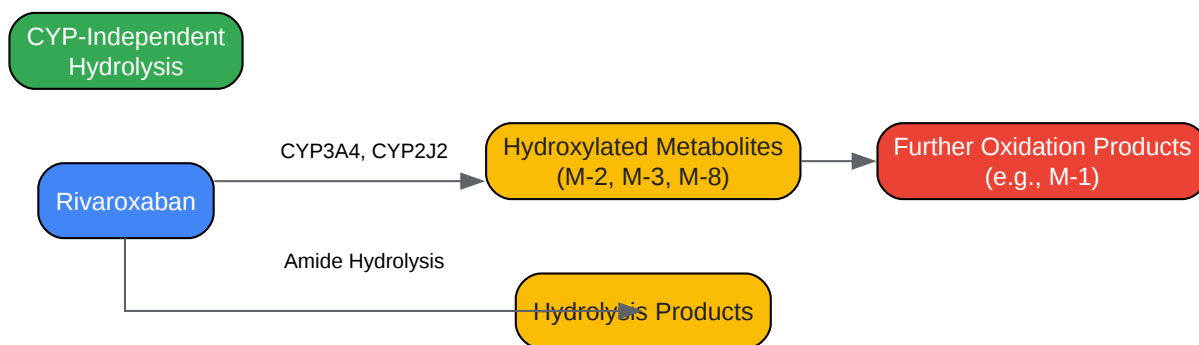 CYP-Independent
Hydrolysis
CYP3A4, CYP2J2
Hydroxylated Metabolites
(M-2, M-3, M-8)
Further Oxidation Products
(e.g., M-1)
Rivaroxaban
Amide Hydrolysis
Hydrolysis Products